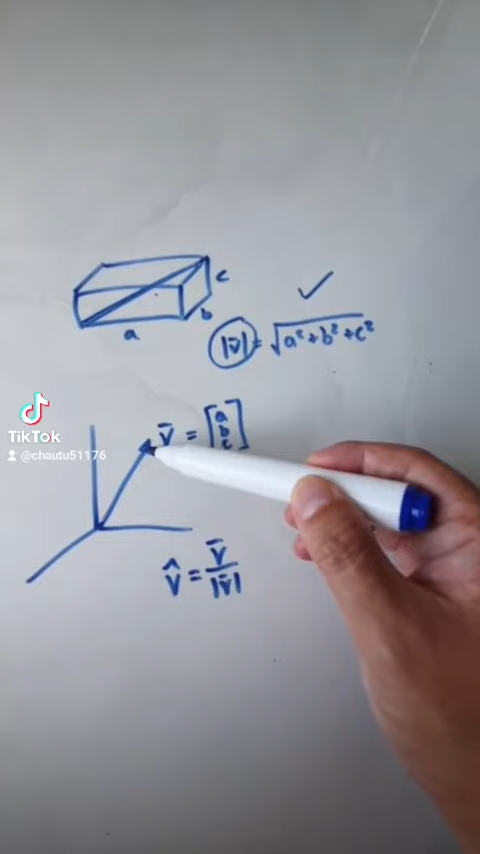 c
b
a
|v̄| = √a²+b²+c²
TikTok
@chautu51176
v̄ = [a
b
c]
v̂ = v̄
|v̄|